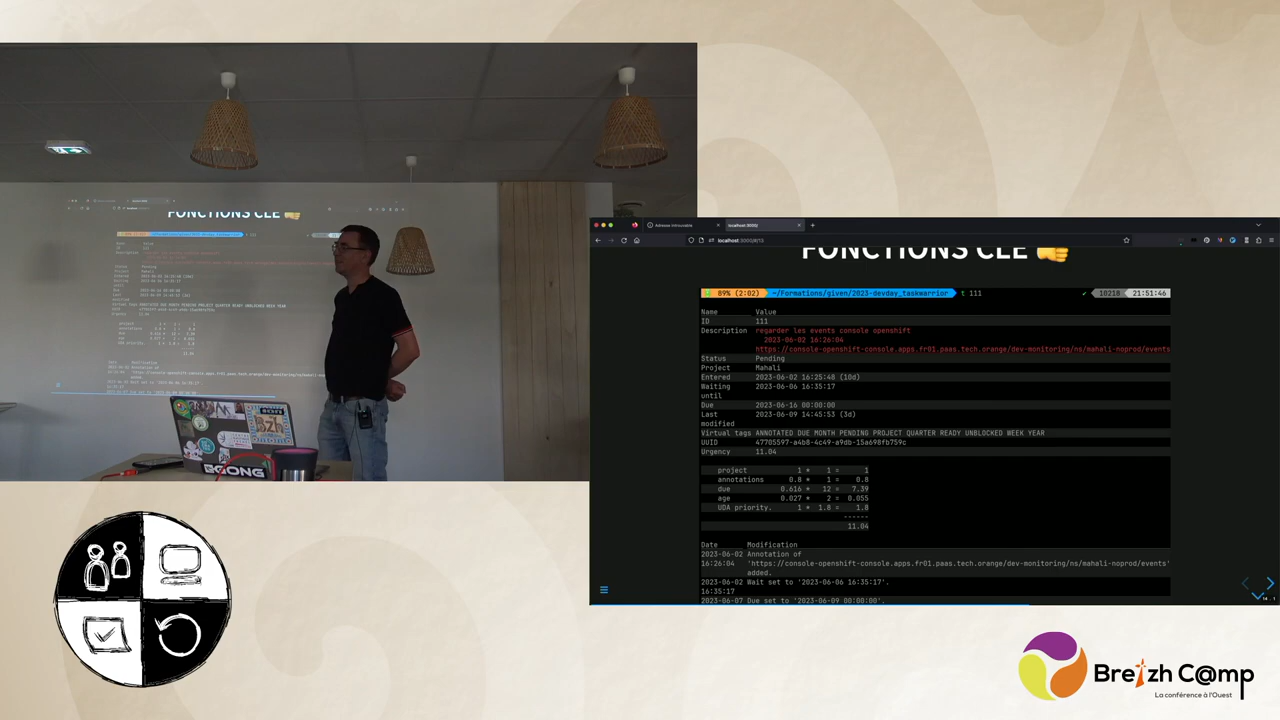 FONCTIONS CLE
Adresse introuvable
localhost:3000/
localhost:3000/#/13
FONCTIONS CLE
89% (2:02) ~/Formations/given/2023-devday_taskwarrior t 111 ✔ 10218 21:51:46
Name Value
ID 111
Description regarder les events console openshift
2023-06-02 16:26:04
https://console-openshift-console.apps.fr01.paas.tech.orange/dev-monitoring/ns/mahali-noprod/events
Status Pending
Project Mahali
Entered 2023-06-02 16:25:48 (10d)
Waiting 2023-06-06 16:35:17
until
Due 2023-06-16 00:00:00
Last 2023-06-09 14:45:53 (3d)
modified
Virtual tags ANNOTATED DUE MONTH PENDING PROJECT QUARTER READY UNBLOCKED WEEK YEAR
UUID 47705597-a4b8-4c49-a9db-15a698fb759c
Urgency 11.04
project 1 * 1 = 1
annotations 0.8 * 1 = 0.8
due 0.616 * 12 = 7.39
age 0.027 * 2 = 0.055
UDA priority. 1 * 1.8 = 1.8
------
11.04
Date Modification
2023-06-02 Annotation of
16:26:04 'https://console-openshift-console.apps.fr01.paas.tech.orange/dev-monitoring/ns/mahali-noprod/events'
added.
2023-06-02 Wait set to '2023-06-06 16:35:17'.
16:35:17
2023-06-07 Due set to '2023-06-09 00:00:00'.
BZH
Breizh C@mp
La conférence à l'Ouest